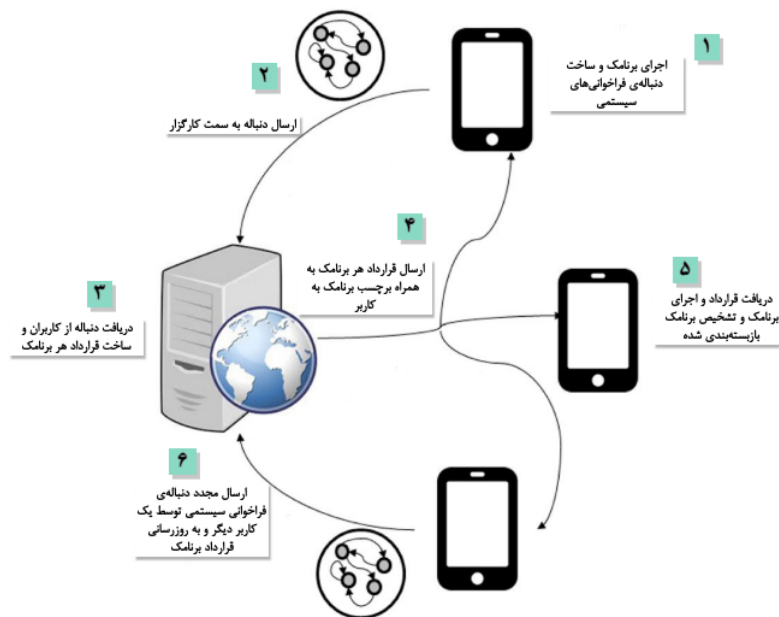 ۱
اجرای برنامک و ساخت
دنباله‌ی فراخوانی‌های
سیستمی
۲
ارسال دنباله به سمت کارگزار
۳
دریافت دنباله از کاربران و
ساخت قرارداد هر برنامک
۴
ارسال قرارداد هر برنامک به
همراه برچسب برنامک به
کاربر
۵
دریافت قرارداد و اجرای
برنامک و تشخیص برنامک
بازبسته‌بندی شده
۶
ارسال مجدد دنباله‌ی
فراخوانی سیستمی توسط یک
کاربر دیگر و به روزرسانی
قرارداد برنامک